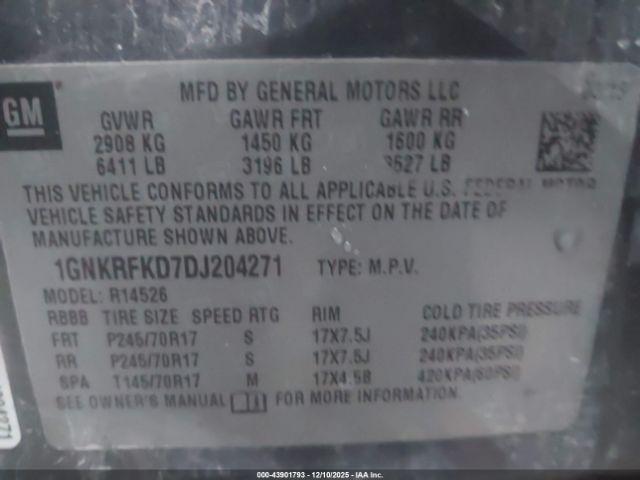 GM
MFD BY GENERAL MOTORS LLC
GVWR GAWR FRT GAWR RR
2908 KG 1450 KG 1600 KG
6411 LB 3196 LB 3527 LB
THIS VEHICLE CONFORMS TO ALL APPLICABLE U.S. FEDERAL MOTOR
VEHICLE SAFETY STANDARDS IN EFFECT ON THE DATE OF
MANUFACTURE SHOWN ABOVE.
1GNKRFKD7DJ204271 TYPE: M.P.V.
MODEL: R14526
RBBB TIRE SIZE SPEED RTG RIM COLD TIRE PRESSURE
FRT P245/70R17 S 17X7.5J 240KPA(35PSI)
RR P245/70R17 S 17X7.5J 240KPA(35PSI)
SPA T145/70R17 M 17X4.5B 420KPA(60PSI)
SEE OWNER'S MANUAL FOR MORE INFORMATION.
000-43901793 - 12/10/2025 - IAA Inc.